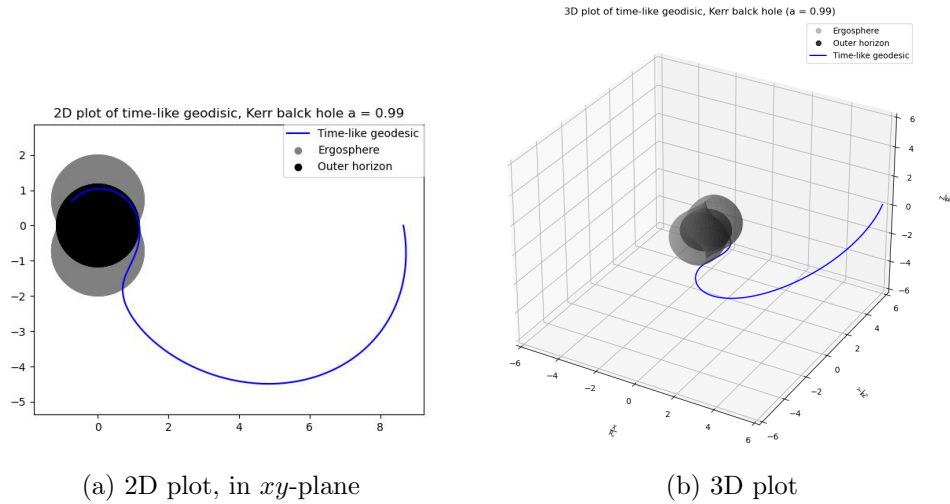 2D plot of time-like geodisic, Kerr balck hole a = 0.99
Time-like geodesic
Ergosphere
Outer horizon
2
1
0
−1
−2
−3
−4
−5
0 2 4 6 8
(a) 2D plot, in xy-plane
3D plot of time-like geodisic, Kerr balck hole (a = 0.99)
Ergosphere
Outer horizon
Time-like geodesic
6
4
2
0
−2
−4
−6
−6 −4 −2 0 2 4 6
−6 −4 −2 0 2 4 6
(b) 3D plot